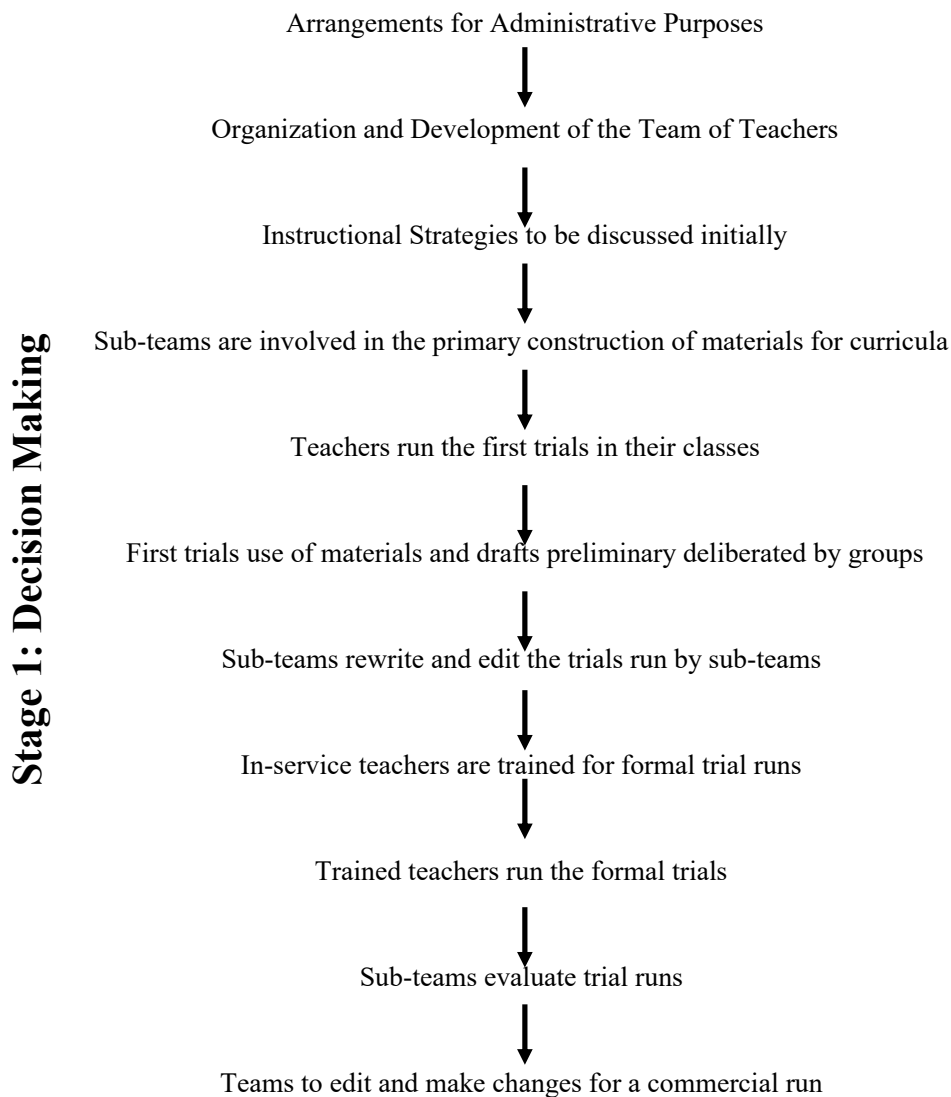 Arrangements for Administrative Purposes
Organization and Development of the Team of Teachers
Instructional Strategies to be discussed initially
Sub-teams are involved in the primary construction of materials for curricula
Teachers run the first trials in their classes
First trials use of materials and drafts preliminary deliberated by groups
Sub-teams rewrite and edit the trials run by sub-teams
In-service teachers are trained for formal trial runs
Trained teachers run the formal trials
Sub-teams evaluate trial runs
Teams to edit and make changes for a commercial run
Stage 1: Decision Making